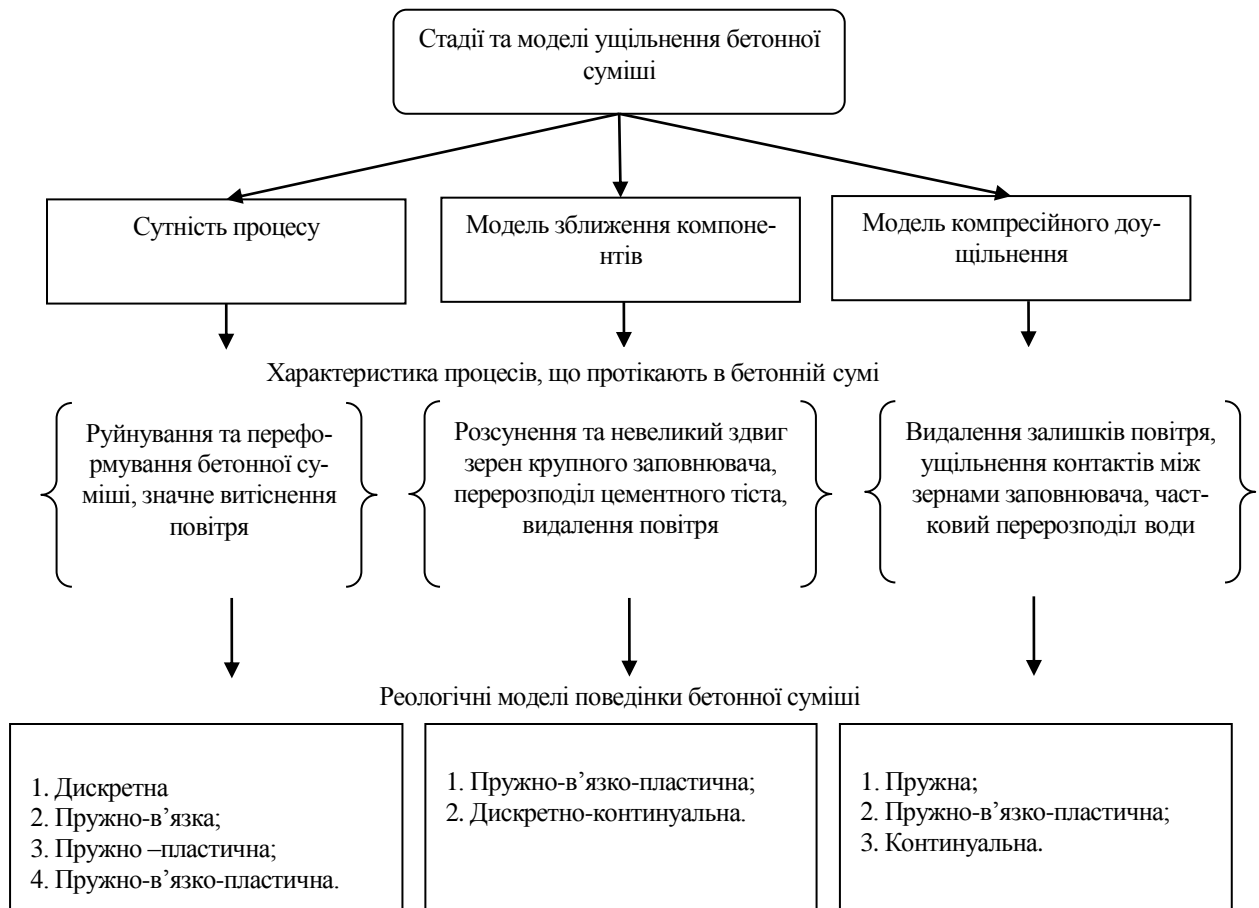 Стадії та моделі ущільнення бетонної
суміші
Сутність процесу
Модель зближення компоне-
нтів
Модель компресійного доу-
щільнення
Характеристика процесів, що протікають в бетонній сумі
Руйнування та перефо-
рмування бетонної су-
міші, значне витіснення
повітря
Розсунення та невеликий здвиг
зерен крупного заповнювача,
перерозподіл цементного тіста,
видалення повітря
Видалення залишків повітря,
ущільнення контактів між
зернами заповнювача, част-
ковий перерозподіл води
Реологічні моделі поведінки бетонної суміші
1. Дискретна
2. Пружно-в’язка;
3. Пружно –пластична;
4. Пружно-в’язко-пластична.
1. Пружно-в’язко-пластична;
2. Дискретно-континуальна.
1. Пружна;
2. Пружно-в’язко-пластична;
3. Континуальна.